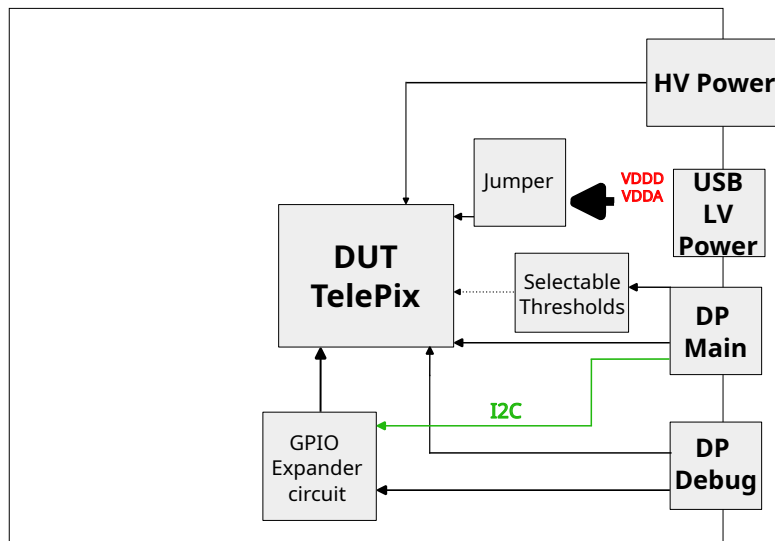 HV Power
Jumper
VDDD
VDDA
USB
LV
Power
DUT
TelePix
Selectable
Thresholds
DP
Main
I2C
GPIO
Expander
circuit
DP
Debug